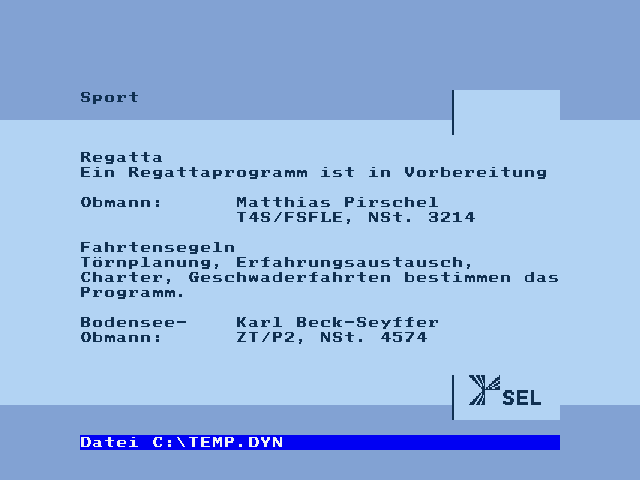 Sport
Regatta
Ein Regattaprogramm ist in Vorbereitung
Obmann: Matthias Pirschel
T4S/FSFLE, NSt. 3214
Fahrtensegeln
Törnplanung, Erfahrungsaustausch,
Charter, Geschwaderfahrten bestimmen das
Programm.
Bodensee- Karl Beck-Seyffer
Obmann: ZT/P2, NSt. 4574
SEL
Datei C:\TEMP.DYN